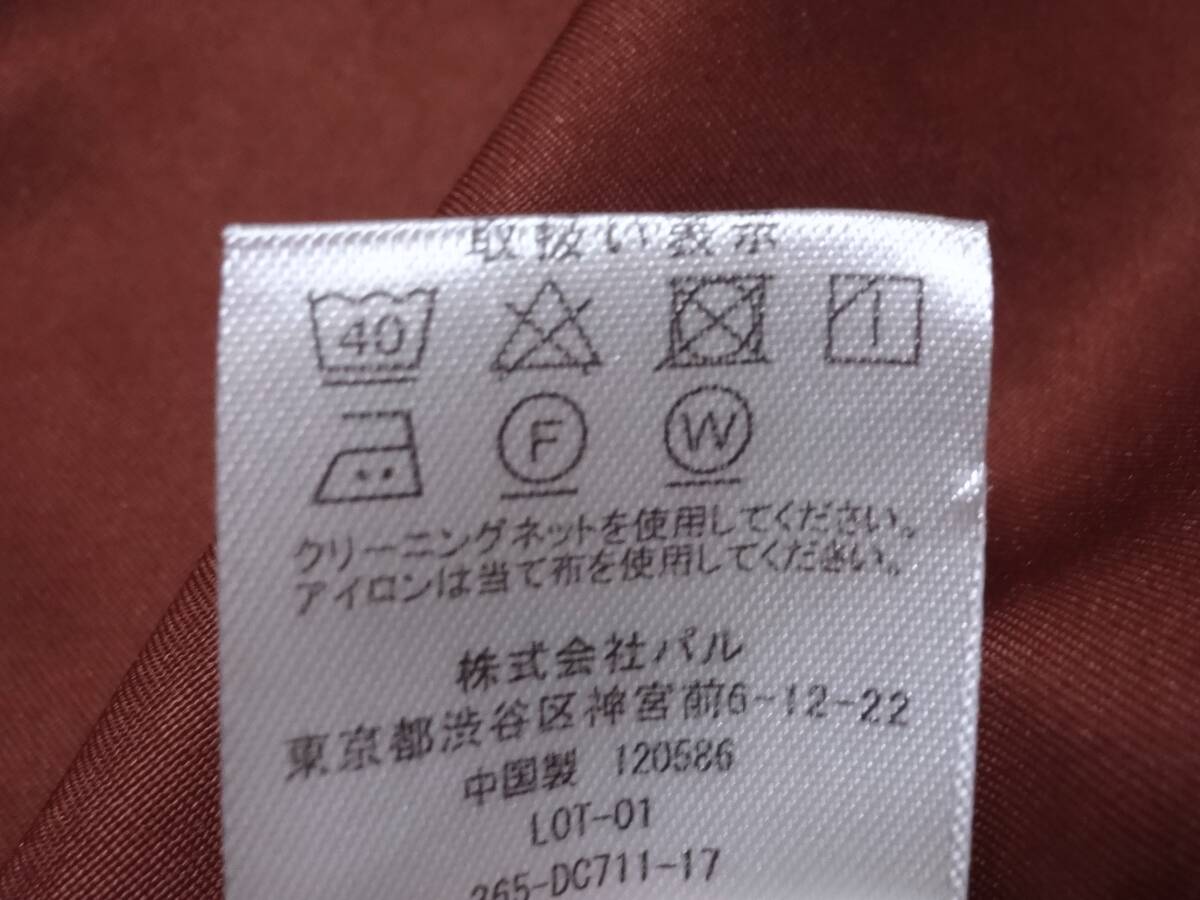 取扱い表示
40
F W
クリーニングネットを使用してください。
アイロンは当て布を使用してください。
株式会社パル
東京都渋谷区神宮前6-12-22
中国製 120586
LOT-01
265-DC711-17